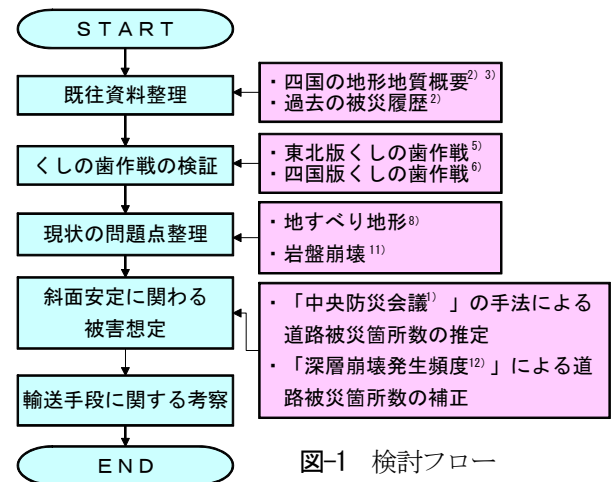 ＳＴＡＲＴ
既往資料整理
・四国の地形地質概要2) 3)
・過去の被災履歴2)
くしの歯作戦の検証
・東北版くしの歯作戦5)
・四国版くしの歯作戦6)
現状の問題点整理
・地すべり地形8)
・岩盤崩壊11)
斜面安定に関わる
被害想定
・「中央防災会議1)」の手法による
道路被災箇所数の推定
・「深層崩壊発生頻度12)」による道
路被災箇所数の補正
輸送手段に関する考察
ＥＮＤ
図-1 検討フロー